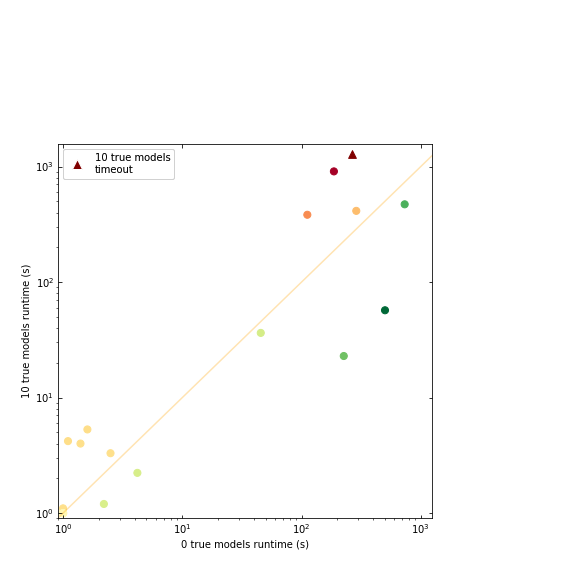 10 true models
timeout
10³
10²
10¹
10⁰
10 true models runtime (s)
10⁰ 10¹ 10² 10³
0 true models runtime (s)